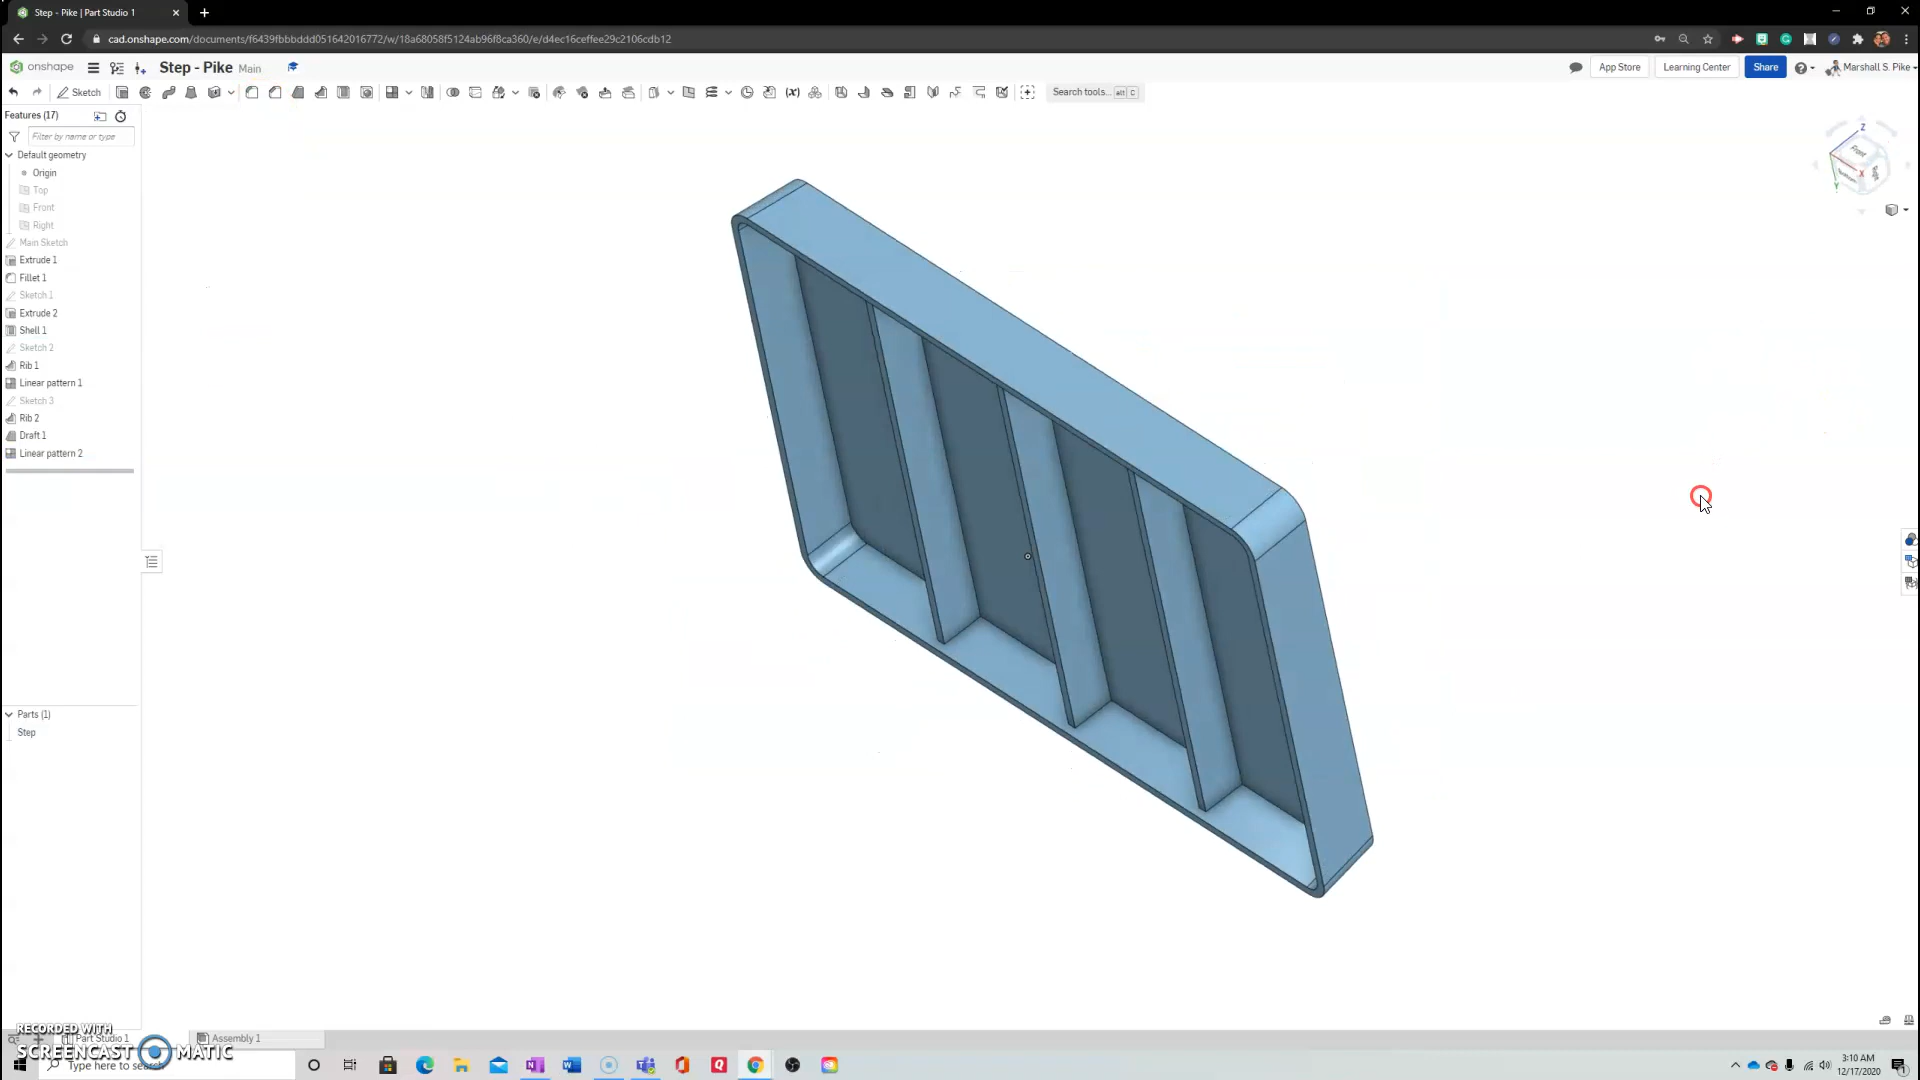 Step - Pike | Part Studio 1
cad.onshape.com/documents/f6439fbbbddd051642016772/w/18a68058f5124ab96f8ca360/e/d4ec16ceffee29c2106cdb12
onshape
Step - Pike Main
App Store
Learning Center
Share
Marshall S. Pike
Sketch
Search tools... alt C
Features (17)
Filter by name or type
Default geometry
Origin
Top
Front
Right
Main Sketch
Extrude 1
Fillet 1
Sketch 1
Extrude 2
Shell 1
Sketch 2
Rib 1
Linear pattern 1
Sketch 3
Rib 2
Draft 1
Linear pattern 2
Z
Front
X
Y
Parts (1)
Step
Part Studio 1
Assembly 1
RECORDED WITH
SCREENCAST MATIC
Type here to search
3:10 AM
12/17/2020